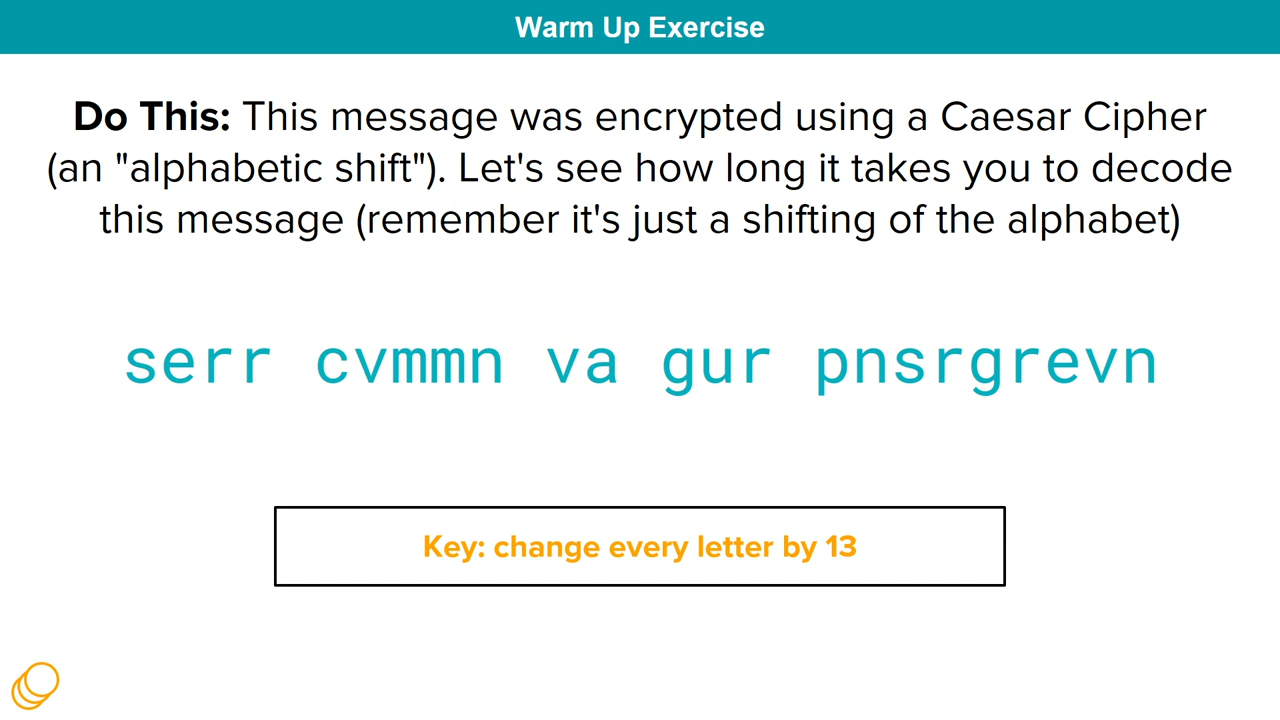 Warm Up Exercise
Do This: This message was encrypted using a Caesar Cipher
(an "alphabetic shift"). Let's see how long it takes you to decode
this message (remember it's just a shifting of the alphabet)
serr cvmmn va gur pnsrgrevn
Key: change every letter by 13